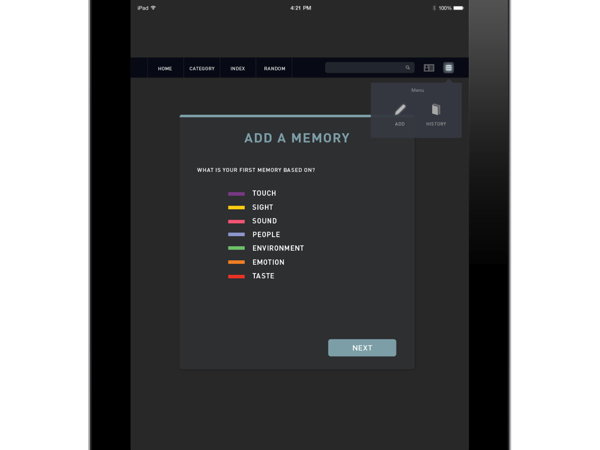 iPad 4:21 PM 100%
HOME CATEGORY INDEX RANDOM
Menu
ADD HISTORY
ADD A MEMORY
WHAT IS YOUR FIRST MEMORY BASED ON?
TOUCH
SIGHT
SOUND
PEOPLE
ENVIRONMENT
EMOTION
TASTE
NEXT